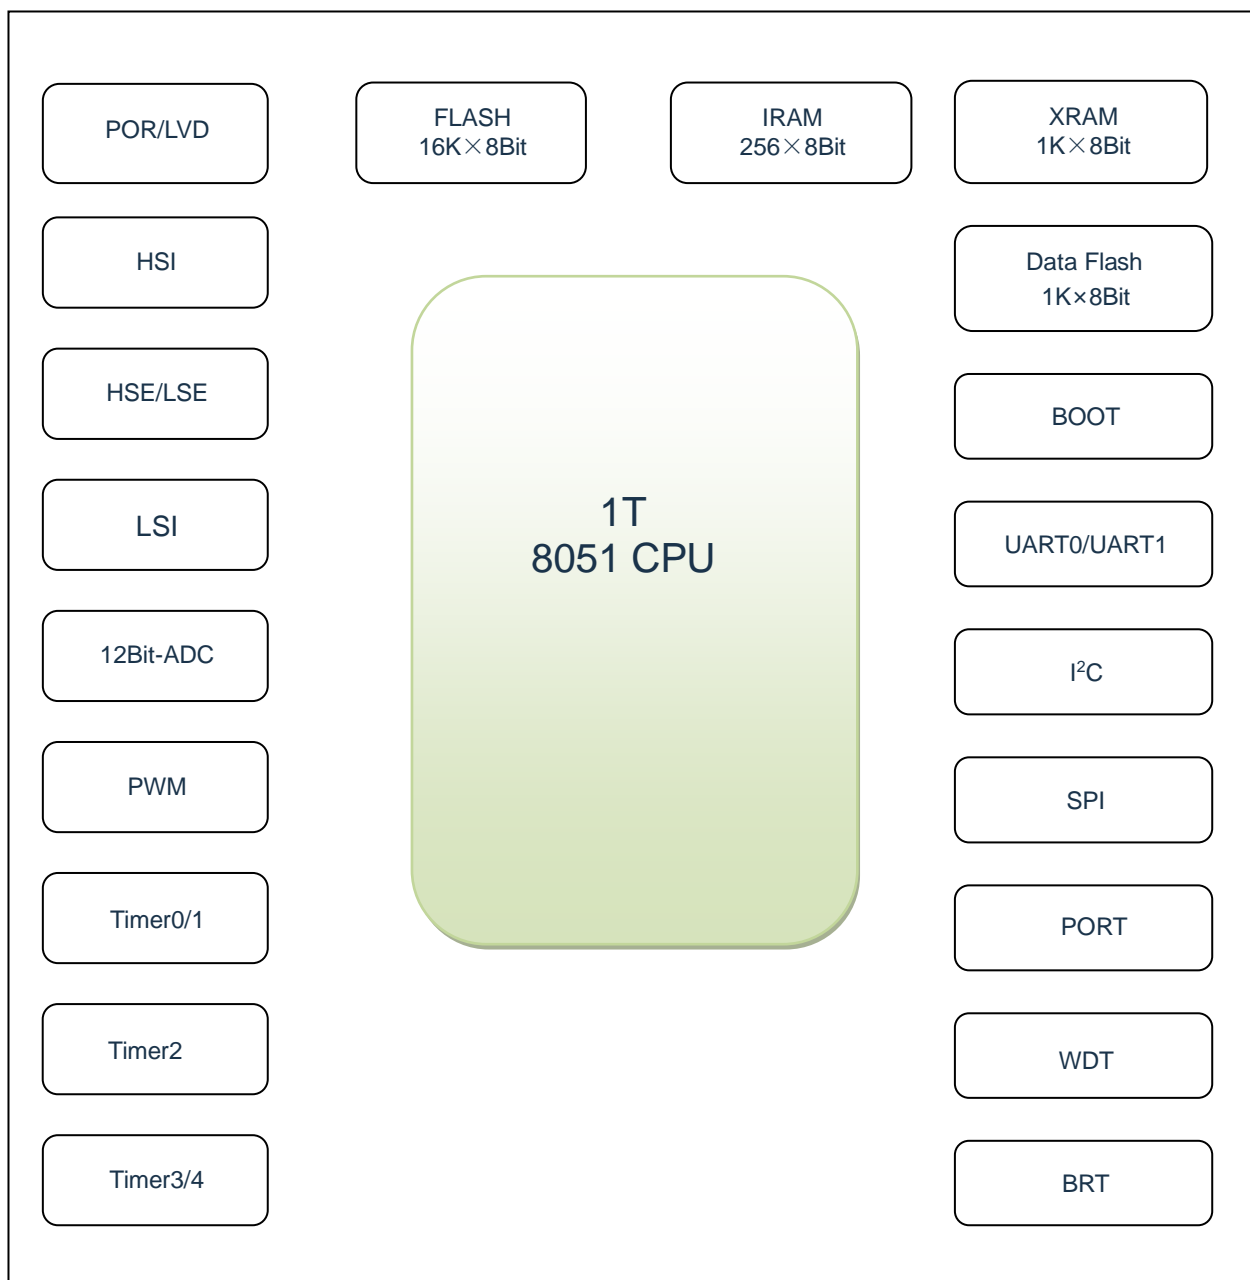 POR/LVD
FLASH
16K×8Bit
IRAM
256×8Bit
XRAM
1K×8Bit
HSI
Data Flash
1K×8Bit
HSE/LSE
BOOT
LSI
1T
8051 CPU
UART0/UART1
12Bit-ADC
I²C
PWM
SPI
Timer0/1
PORT
Timer2
WDT
Timer3/4
BRT